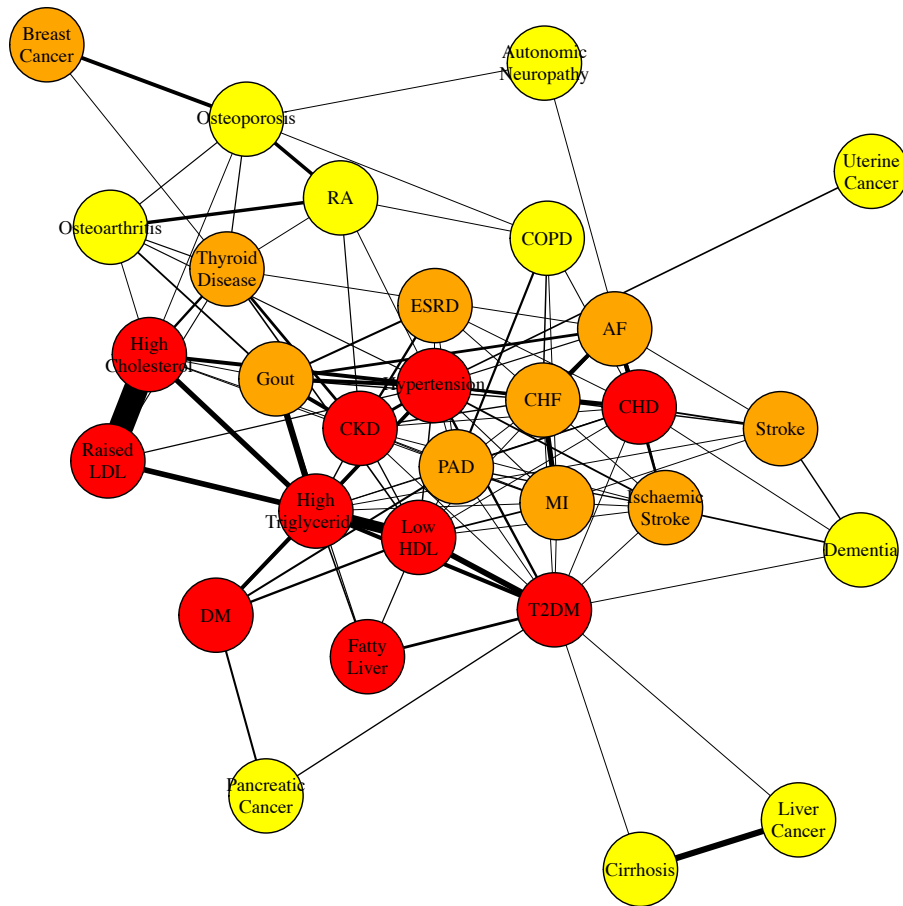 Breast
Cancer
Autonomic
Neuropathy
Osteoporosis
Uterine
Cancer
RA
Osteoarthritis
COPD
Thyroid
Disease
ESRD
AF
High
Cholesterol
Gout
Hypertension
CHF
CHD
CKD
Stroke
Raised
LDL
PAD
High
Triglycerid
Low
HDL
MI
Ischaemic
Stroke
Dementia
DM
T2DM
Fatty
Liver
Pancreatic
Cancer
Liver
Cancer
Cirrhosis